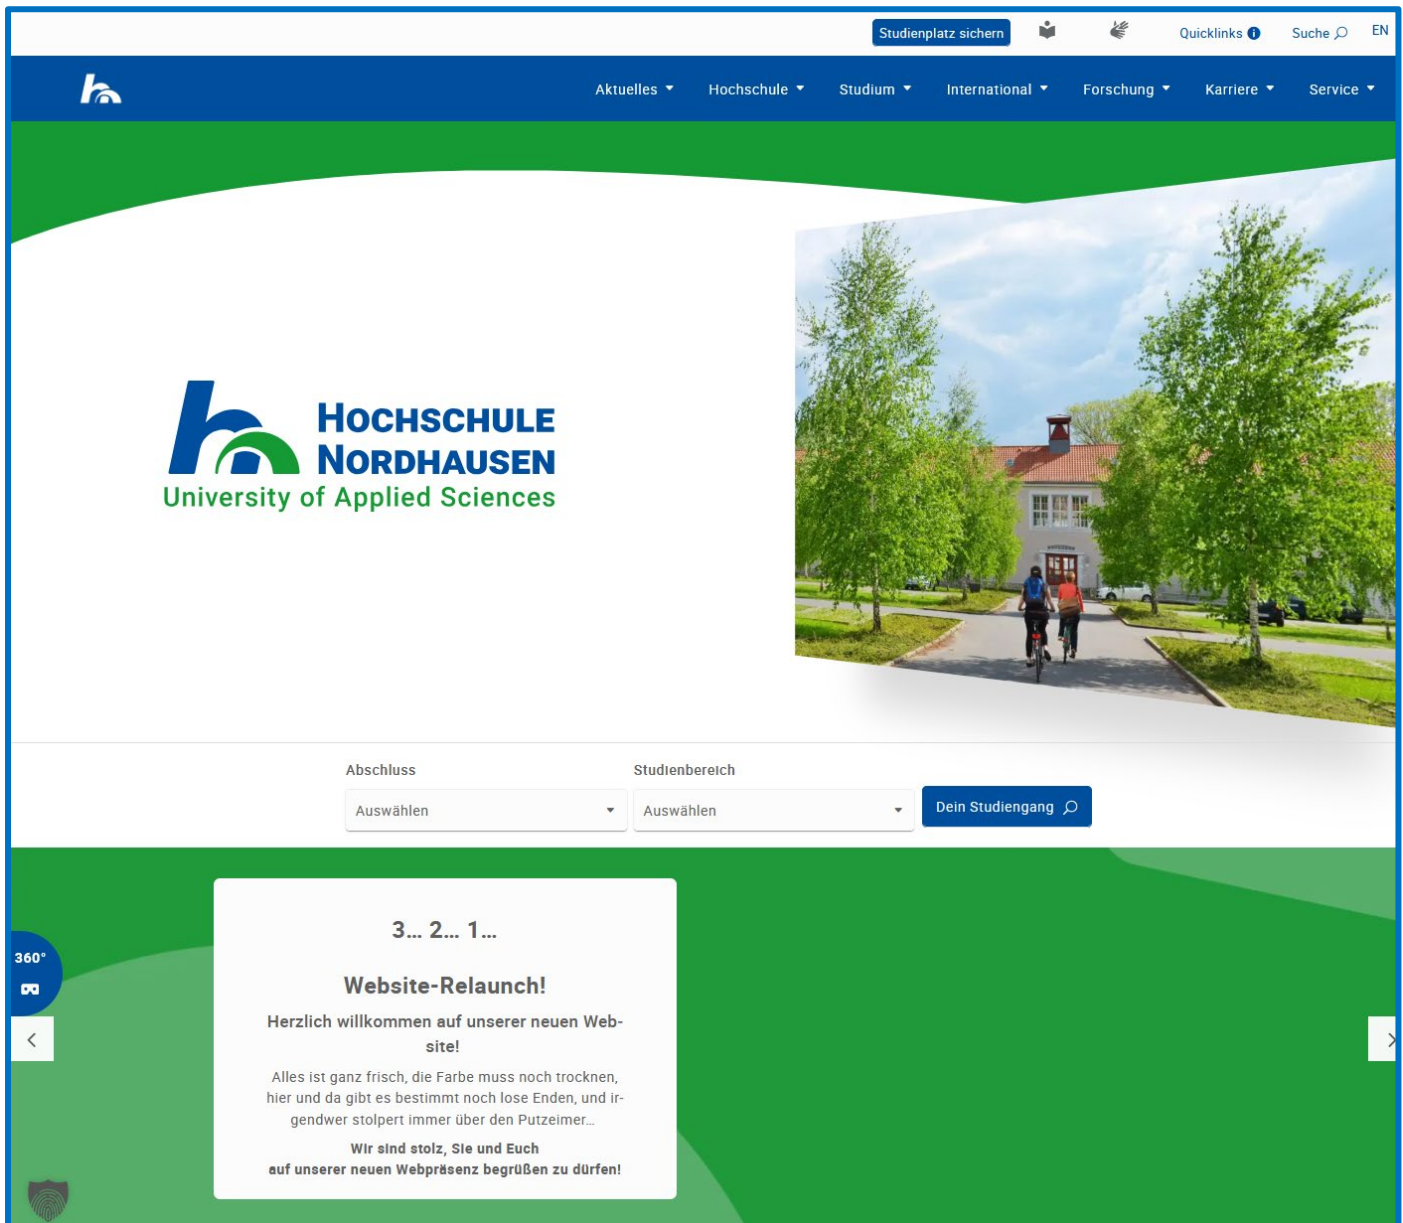 Studienplatz sichern
Quicklinks
Suche
EN
Aktuelles
Hochschule
Studium
International
Forschung
Karriere
Service
HOCHSCHULE
NORDHAUSEN
University of Applied Sciences
Abschluss
Studienbereich
Auswählen
Auswählen
Dein Studiengang
3... 2... 1...
Website-Relaunch!
Herzlich willkommen auf unserer neuen Web-
site!
Alles ist ganz frisch, die Farbe muss noch trocknen,
hier und da gibt es bestimmt noch lose Enden, und ir-
gendwer stolpert immer über den Putzeimer...
Wir sind stolz, Sie und Euch
auf unserer neuen Webpräsenz begrüßen zu dürfen!
360°